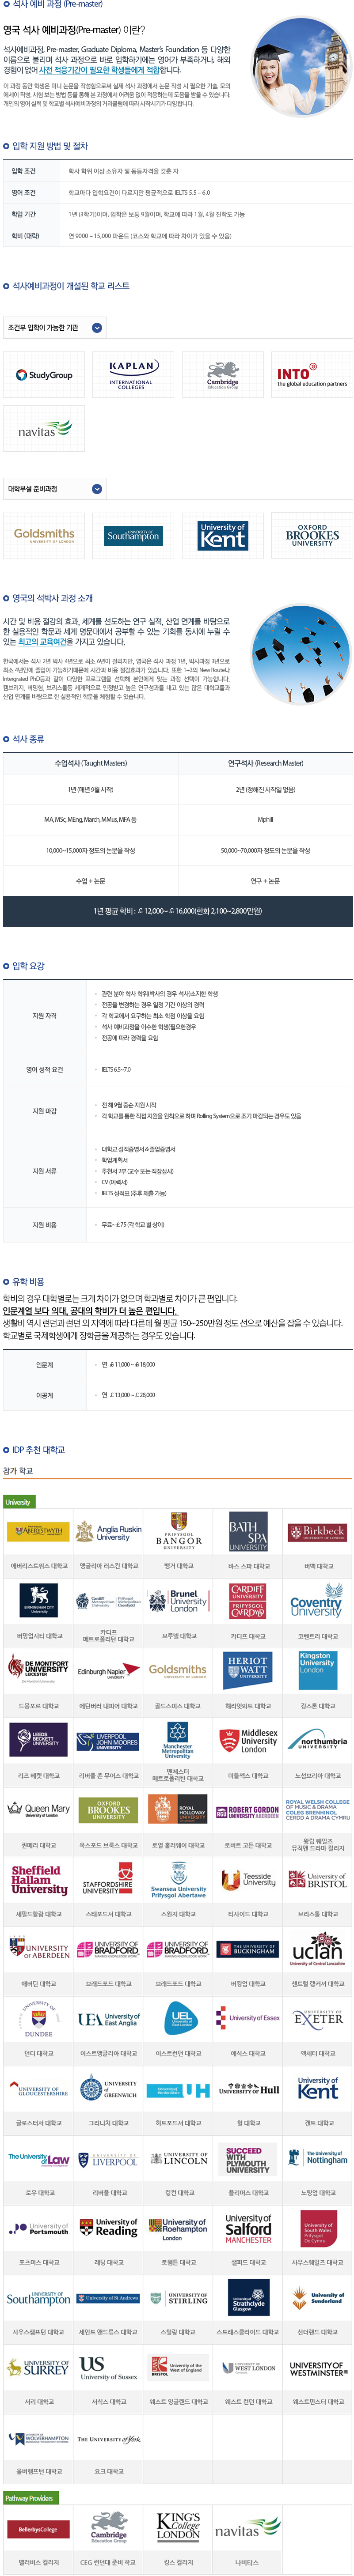 석사 예비 과정 (Pre-master)
영국 석사 예비과정(Pre-master) 이란?
석사예비과정, Pre-master, Graduate Diploma, Master's Foundation 등 다양한
이름으로 불리며 석사 과정으로 바로 입학하기에는 영어가 부족하거나, 해외
경험이 없어 사전 적응기간이 필요한 학생들에게 적합합니다.
이 과정 동안 학생은 미니 논문을 작성함으로써 실제 석사 과정에서 논문 작성 시 필요한 기술, 모의
에세이 작성, 시험 보는 방법 등을 통해 본 과정에서 어려움 없이 적응하는데 도움을 받을 수 있습니다.
개인의 영어 실력 및 학교별 석사예비과정의 커리큘럼에 따라 시작시기가 다양합니다.
입학 지원 방법 및 절차
입학 조건 학사 학위 이상 소유자 및 동등자격을 갖춘 자
영어 조건 학교마다 입학요건이 다르지만 평균적으로 IELTS 5.5 ~ 6.0
학업 기간 1년 (3학기)이며, 입학은 보통 9월이며, 학교에 따라 1월, 4월 진학도 가능
학비 (대략) 연 9000 ~ 15,000 파운드 (코스와 학교에 따라 차이가 있을 수 있음)
석사예비과정이 개설된 학교 리스트
조건부 입학이 가능한 기관
StudyGroup
KAPLAN
INTERNATIONAL
COLLEGES
Cambridge
Education Group
INTO
the global education partners
navitas
대학부설 준비과정
Goldsmiths
UNIVERSITY OF LONDON
UNIVERSITY OF
Southampton
University of
Kent
OXFORD
BROOKES
UNIVERSITY
영국의 석박사 과정 소개
시간 및 비용 절감의 효과, 세계를 선도하는 연구 실적, 산업 연계를 바탕으로
한 실용적인 학문과 세계 명문대에서 공부할 수 있는 기회를 동시에 누릴 수
있는 최고의 교육여건을 가지고 있습니다.
한국에서는 석사 2년 박사 4년으로 최소 6년이 걸리지만, 영국은 석사 과정 1년, 박사과정 3년으로
최소 4년에 졸업이 가능하기때문에 시간과 비용 절감효과가 있습니다. 또한 1+3의 New Route나
Intergrated PhD등과 같이 다양한 프로그램을 선택해 본인에게 맞는 과정 선택이 가능합니다.
캠브리지, 버밍험, 브리스톨등 세계적으로 인정받고 높은 연구성과를 내고 있는 많은 대학교들과
산업 연계를 바탕으로 한 실용적인 학문을 체험할 수 있습니다.
석사 종류
수업석사 (Taught Masters) 연구석사 (Research Master)
1년 (매년 9월 시작) 2년 (정해진 시작일 없음)
MA, MSc, MEng, March, MMus, MFA 등 Mphill
10,000~15,000자 정도의 논문을 작성 50,000~70,000자 정도의 논문을 작성
수업 + 논문 연구 + 논문
1년 평균 학비 : £ 12,000~ £ 16,000(한화 2,100~2,800만원)
입학 요강
지원 자격
관련 분야 학사 학위(박사의 경우 석사)소지한 학생
전공을 변경하는 경우 일정 기간 이상의 경력
각 학교에서 요구하는 최소 학점 이상을 요함
석사 예비과정을 이수한 학생(필요한경우)
전공에 따라 경력을 요함
영어 성적 요건 IELTS 6.5~7.0
지원 마감
전 해 9월 중순 지원 시작
각 학교를 통한 직접 지원을 원칙으로 하며 Rolling System으로 조기 마감되는 경우도 있음
지원 서류
대학교 성적증명서 & 졸업증명서
학업계획서
추천서 2부 (교수 또는 직장상사)
CV (이력서)
IELTS 성적표 (추후 제출 가능)
지원 비용 무료~ £ 75 (각 학교 별 상이)
유학 비용
학비의 경우 대학별로는 크게 차이가 없으며 학과별로 차이가 큰 편입니다.
인문계열 보다 의대, 공대의 학비가 더 높은 편입니다.
생활비 역시 런던과 런던 외 지역에 따라 다른데 월 평균 150~250만원 정도 선으로 예산을 잡을 수 있습니다.
학교별로 국제학생에게 장학금을 제공하는 경우도 있습니다.
인문계 연 £ 11,000 ~ £ 18,000
이공계 연 £ 13,000 ~ £ 28,000
IDP 추천 대학교
참가 학교
University
ABERYSTWYTH
Anglia Ruskin
University
PRIFYSGOL
BANGOR
UNIVERSITY
BATH
SPA
UNIVERSITY
Birkbeck
에버리스트위스 대학교 앵글리아 러스킨 대학교 뱅거 대학교 바스 스파 대학교 버벡 대학교
BIRMINGHAM CITY
University
Cardiff
Metropolitan
University
Brunel
University
London
CARDIFF
UNIVERSITY
PRIFYSGOL
CAERDYDD
Coventry
University
버밍엄시티 대학교 카디프
메트로폴리탄 대학교 브루넬 대학교 카디프 대학교 코벤트리 대학교
DE MONTFORT
UNIVERSITY
LEICESTER
Edinburgh Napier
UNIVERSITY
Goldsmiths
UNIVERSITY OF LONDON
HERIOT
WATT
UNIVERSITY
Kingston
University
London
드몽포르 대학교 에딘버러 네피어 대학교 골드스미스 대학교 헤리엇와트 대학교 킹스톤 대학교
LEEDS
BECKETT
UNIVERSITY
LIVERPOOL
JOHN MOORES
UNIVERSITY
Manchester
Metropolitan
University
Middlesex
University
London
northumbria
UNIVERSITY
리즈 베켓 대학교 리버풀 존 무어스 대학교 맨체스터
메트로폴리탄 대학교 미들섹스 대학교 노섬브리아 대학교
Queen Mary
University of London
OXFORD
BROOKES
UNIVERSITY
ROYAL
HOLLOWAY
ROBERT GORDON
UNIVERSITY ABERDEEN
ROYAL WELSH COLLEGE
OF MUSIC & DRAMA
COLEG BRENHINOL
CERDD A DRAMA CYMRU
퀸메리 대학교 옥스포드 브룩스 대학교 로열 홀러웨이 대학교 로버트 고든 대학교 왕립 웨일즈
뮤직앤 드라마 컬리지
Sheffield
Hallam
University
STAFFORDSHIRE
UNIVERSITY
Swansea University
Prifysgol Abertawe
Teesside
University
University of
BRISTOL
셰필드할람 대학교 스태포드셔 대학교 스완지 대학교 티사이드 대학교 브리스톨 대학교
UNIVERSITY
OF ABERDEEN
UNIVERSITY OF
BRADFORD
UNIVERSITY OF
BRADFORD
THE UNIVERSITY OF
BUCKINGHAM
uclan
University of Central Lancashire
애버딘 대학교 브래드포드 대학교 브래드포드 대학교 버킹엄 대학교 센트럴 랭커셔 대학교
UNIVERSITY OF
DUNDEE
UEA
University of
East Anglia
UEL
University of Essex
UNIVERSITY OF
EXETER
던디 대학교 이스트앵글리아 대학교 이스트런던 대학교 에식스 대학교 엑세터 대학교
UNIVERSITY OF
GLOUCESTERSHIRE
UNIVERSITY
of
GREENWICH
University of
Hertfordshire
UH
UNIVERSITY OF Hull
University of
Kent
글로스터셔 대학교 그리니치 대학교 허트포드셔 대학교 헐 대학교 켄트 대학교
The University of
Law
UNIVERSITY OF
LIVERPOOL
UNIVERSITY OF
LINCOLN
SUCCEED
WITH
PLYMOUTH
UNIVERSITY
The University of
Nottingham
로우 대학교 리버풀 대학교 링컨 대학교 플리머스 대학교 노팅엄 대학교
University of
Portsmouth
University of
Reading
University of
Roehampton
London
University of
Salford
MANCHESTER
University of
South Wales
Prifysgol
De Cymru
포츠머스 대학교 레딩 대학교 로햄튼 대학교 샐퍼드 대학교 사우스웨일즈 대학교
UNIVERSITY OF
Southampton
University of St Andrews
UNIVERSITY OF
STIRLING
University of
Strathclyde
Glasgow
University of
Sunderland
사우스샘프턴 대학교 세인트 앤드류스 대학교 스털링 대학교 스트래스클라이드 대학교 선더랜드 대학교
UNIVERSITY OF
SURREY
US
University of Sussex
University of the
West of England
BRISTOL
UNIVERSITY OF
WEST LONDON
UNIVERSITY OF
WESTMINSTER
서리 대학교 서식스 대학교 웨스트 잉글랜드 대학교 웨스트 런던 대학교 웨스트민스터 대학교
UNIVERSITY OF
WOLVERHAMPTON
THE UNIVERSITY of York
울버햄프턴 대학교 요크 대학교
Pathway Providers
BellerbysCollege
Cambridge
Education Group
KING'S
College
LONDON
navitas
벨러비스 컬리지 CEG 런던대 준비 학교 킹스 컬리지 나비타스